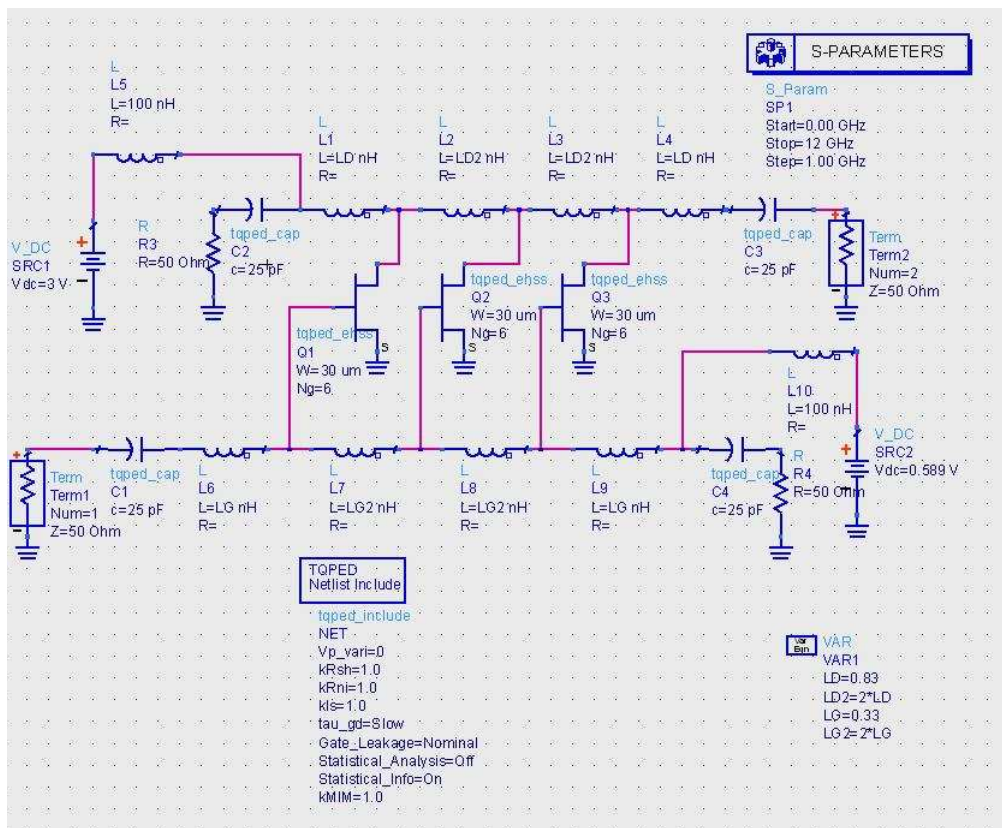 S-PARAMETERS
S_Param
SP1
Start=0.00 GHz
Stop=12 GHz
Step=1.00 GHz
L
L5
L=100 nH
R=
L
L1
L=LD nH
R=
L
L2
L=LD2 nH
R=
L
L3
L=LD2 nH
R=
L
L4
L=LD nH
R=
V_DC
SRC1
Vdc=3 V
R
R3
R=50 Ohm
tqped_cap
C2
c=25 pF
tqped_cap
C3
c=25 pF
Term
Term2
Num=2
Z=50 Ohm
tqped_ehss
Q1
W=30 um
Ng=6
S
tqped_ehss
Q2
W=30 um
Ng=6
S
tqped_ehss
Q3
W=30 um
Ng=6
S
L
L10
L=100 nH
R=
V_DC
SRC2
Vdc=0.589 V
Term
Term1
Num=1
Z=50 Ohm
tqped_cap
C1
c=25 pF
L
L6
L=LG nH
R=
L
L7
L=LG2 nH
R=
L
L8
L=LG2 nH
R=
L
L9
L=LG nH
R=
tqped_cap
C4
c=25 pF
R
R4
R=50 Ohm
TQPED
Netlist Include
tqped_include
NET
Vp_vari=0
kRsh=1.0
kRni=1.0
kIs=1.0
tau_gd=Slow
Gate_Leakage=Nominal
Statistical_Analysis=Off
Statistical_Info=On
kMIM=1.0
Var
Eqn
VAR
VAR1
LD=0.83
LD2=2*LD
LG=0.33
LG2=2*LG